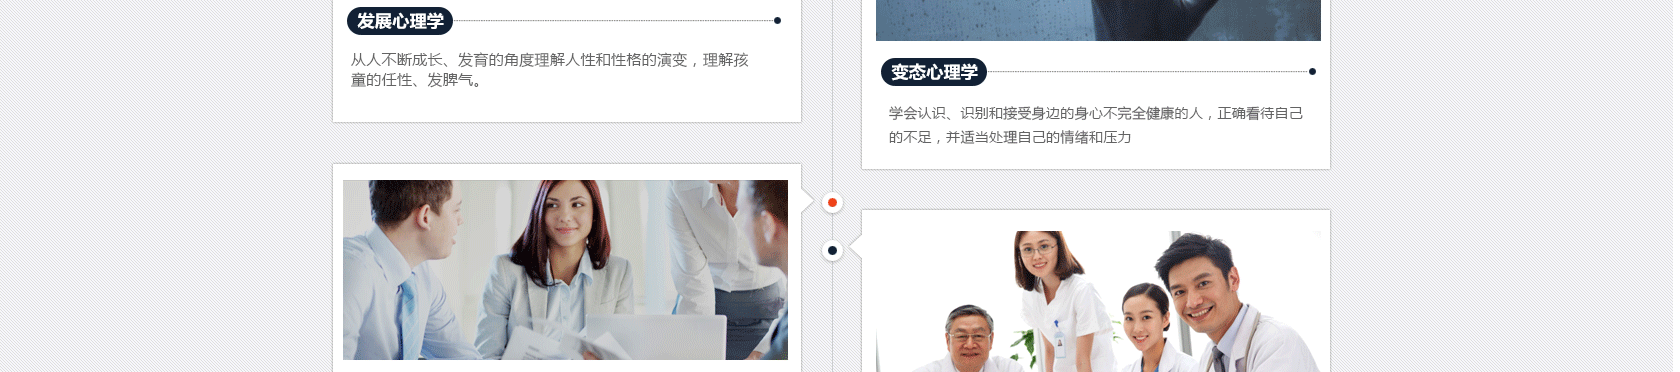 发展心理学
从人不断成长、发育的角度理解人性和性格的演变，理解孩
童的任性、发脾气。
变态心理学
学会认识、识别和接受身边的身心不完全健康的人，正确看待自己
的不足，并适当处理自己的情绪和压力